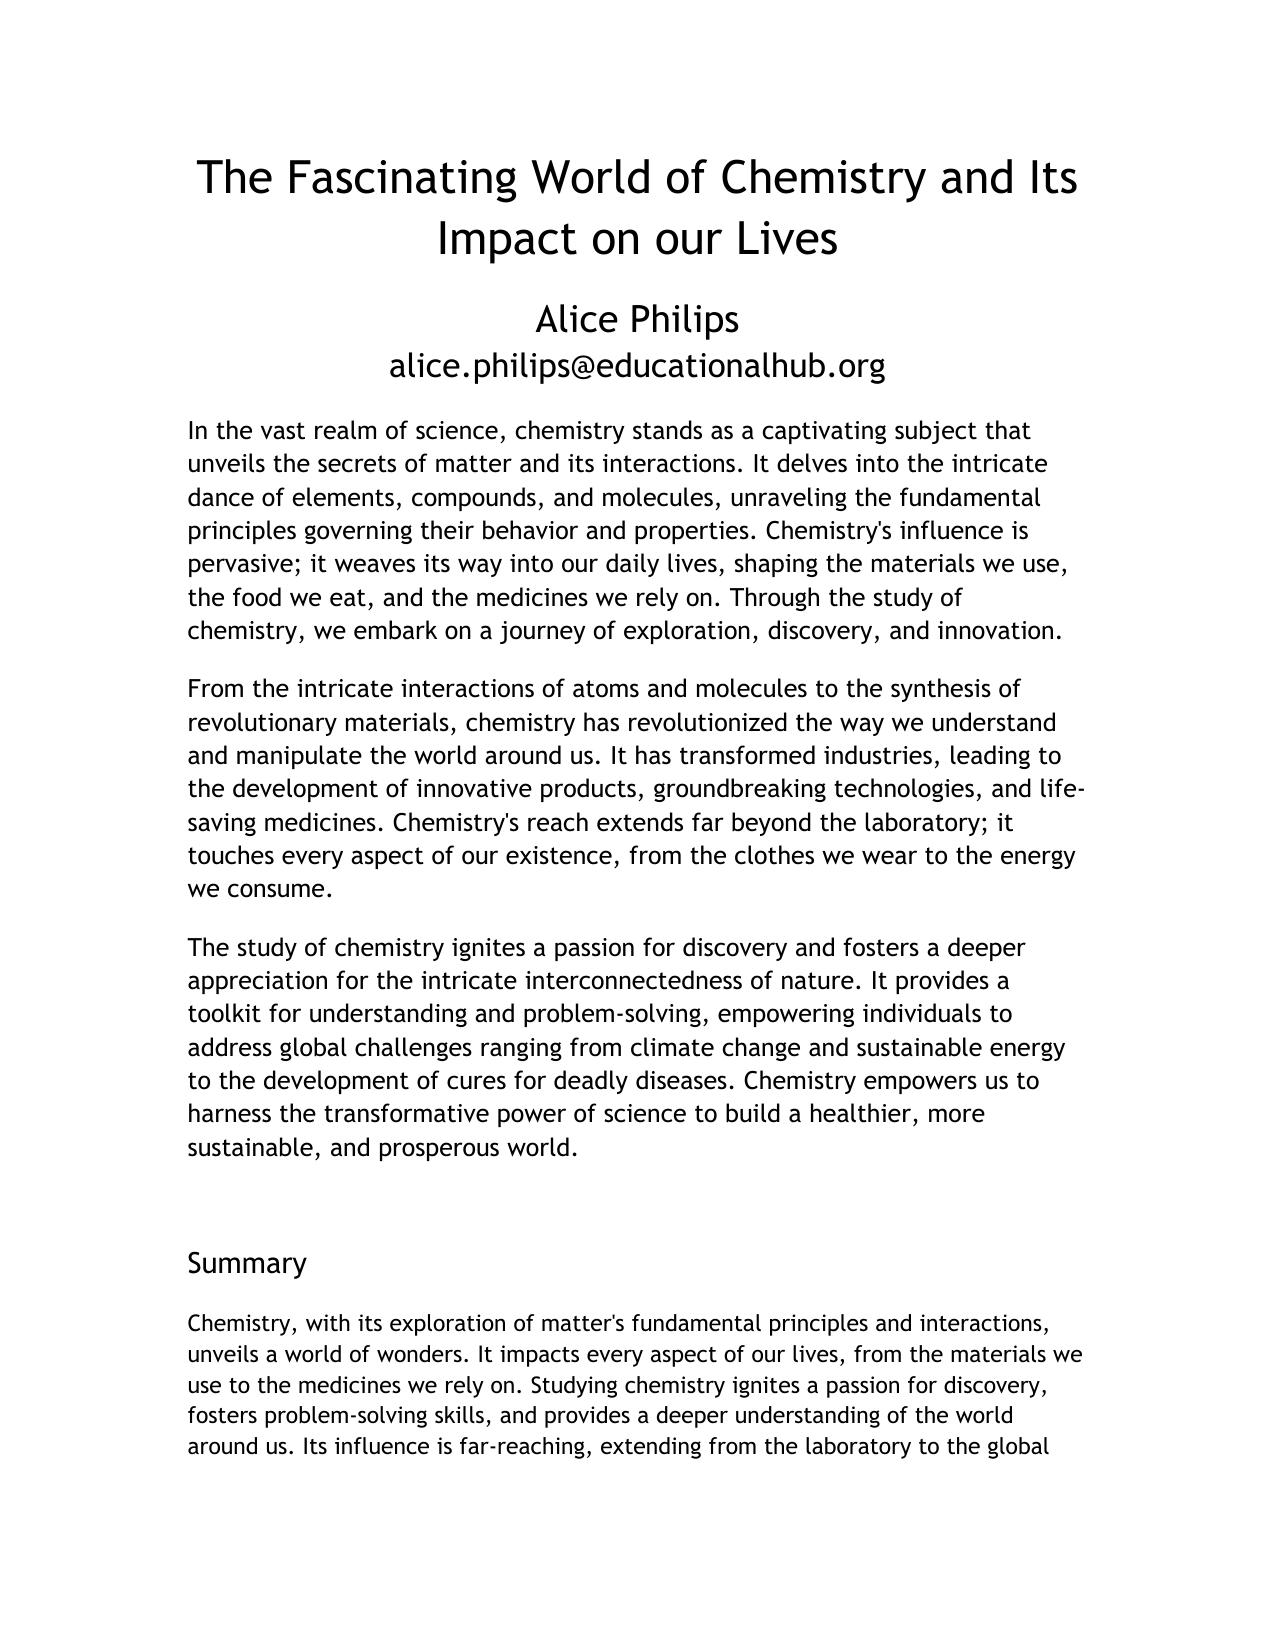 The Fascinating World of Chemistry and Its
Impact on our Lives
Alice Philips
alice.philips@educationalhub.org
In the vast realm of science, chemistry stands as a captivating subject that
unveils the secrets of matter and its interactions. It delves into the intricate
dance of elements, compounds, and molecules, unraveling the fundamental
principles governing their behavior and properties. Chemistry's influence is
pervasive; it weaves its way into our daily lives, shaping the materials we use,
the food we eat, and the medicines we rely on. Through the study of
chemistry, we embark on a journey of exploration, discovery, and innovation.
From the intricate interactions of atoms and molecules to the synthesis of
revolutionary materials, chemistry has revolutionized the way we understand
and manipulate the world around us. It has transformed industries, leading to
the development of innovative products, groundbreaking technologies, and life-
saving medicines. Chemistry's reach extends far beyond the laboratory; it
touches every aspect of our existence, from the clothes we wear to the energy
we consume.
The study of chemistry ignites a passion for discovery and fosters a deeper
appreciation for the intricate interconnectedness of nature. It provides a
toolkit for understanding and problem-solving, empowering individuals to
address global challenges ranging from climate change and sustainable energy
to the development of cures for deadly diseases. Chemistry empowers us to
harness the transformative power of science to build a healthier, more
sustainable, and prosperous world.
Summary
Chemistry, with its exploration of matter's fundamental principles and interactions,
unveils a world of wonders. It impacts every aspect of our lives, from the materials we
use to the medicines we rely on. Studying chemistry ignites a passion for discovery,
fosters problem-solving skills, and provides a deeper understanding of the world
around us. Its influence is far-reaching, extending from the laboratory to the global